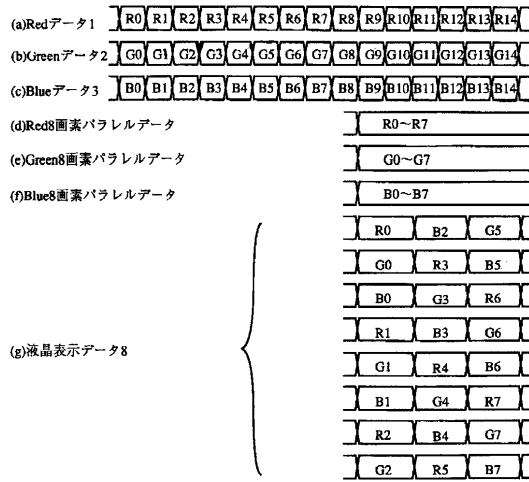 (a)Redデータ1 R0 R1 R2 R3 R4 R5 R6 R7 R8 R9 R10 R11 R12 R13 R14
(b)Greenデータ2 G0 G1 G2 G3 G4 G5 G6 G7 G8 G9 G10 G11 G12 G13 G14
(c)Blueデータ3 B0 B1 B2 B3 B4 B5 B6 B7 B8 B9 B10 B11 B12 B13 B14
(d)Red8画素パラレルデータ R0～R7
(e)Green8画素パラレルデータ G0～G7
(f)Blue8画素パラレルデータ B0～B7
(g)液晶表示データ8
R0 B2 G5
G0 R3 B5
B0 G3 R6
R1 B3 G6
G1 R4 B6
B1 G4 R7
R2 B4 G7
G2 R5 B7